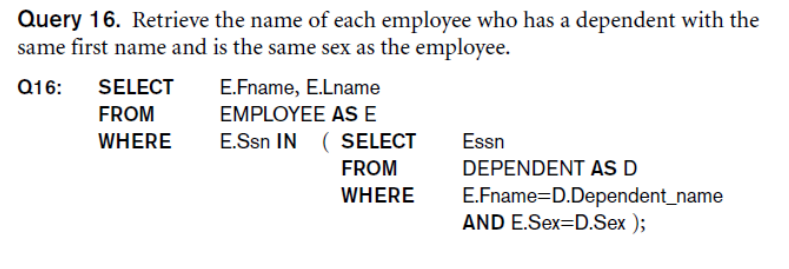 Query 16. Retrieve the name of each employee who has a dependent with the
same first name and is the same sex as the employee.
Q16: SELECT E.Fname, E.Lname
FROM EMPLOYEE AS E
WHERE E.Ssn IN ( SELECT Essn
FROM DEPENDENT AS D
WHERE E.Fname=D.Dependent_name
AND E.Sex=D.Sex );